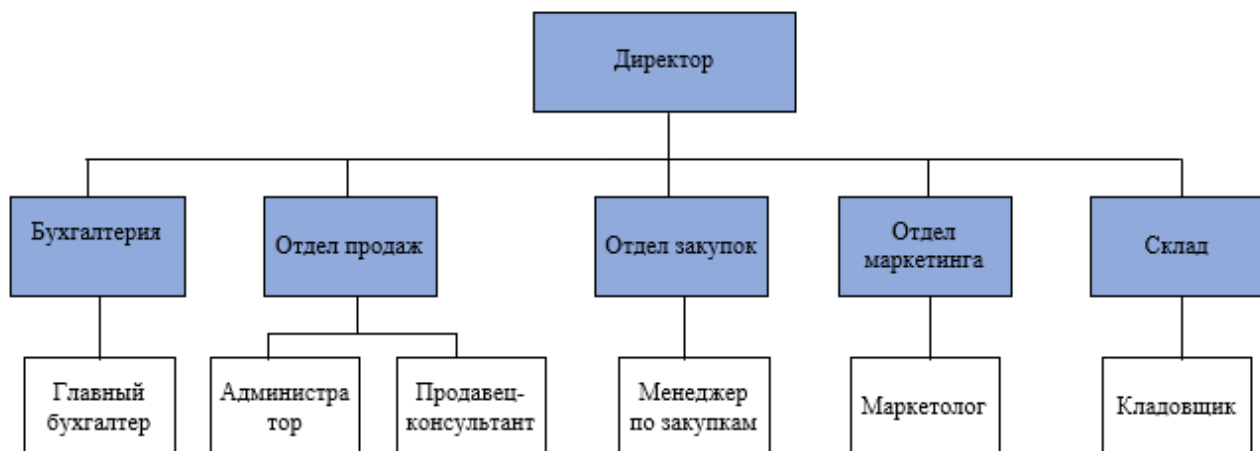 Директор
Бухгалтерия
Отдел продаж
Отдел закупок
Отдел
маркетинга
Склад
Главный
бухгалтер
Администра
тор
Продавец-
консультант
Менеджер
по закупкам
Маркетолог
Кладовщик